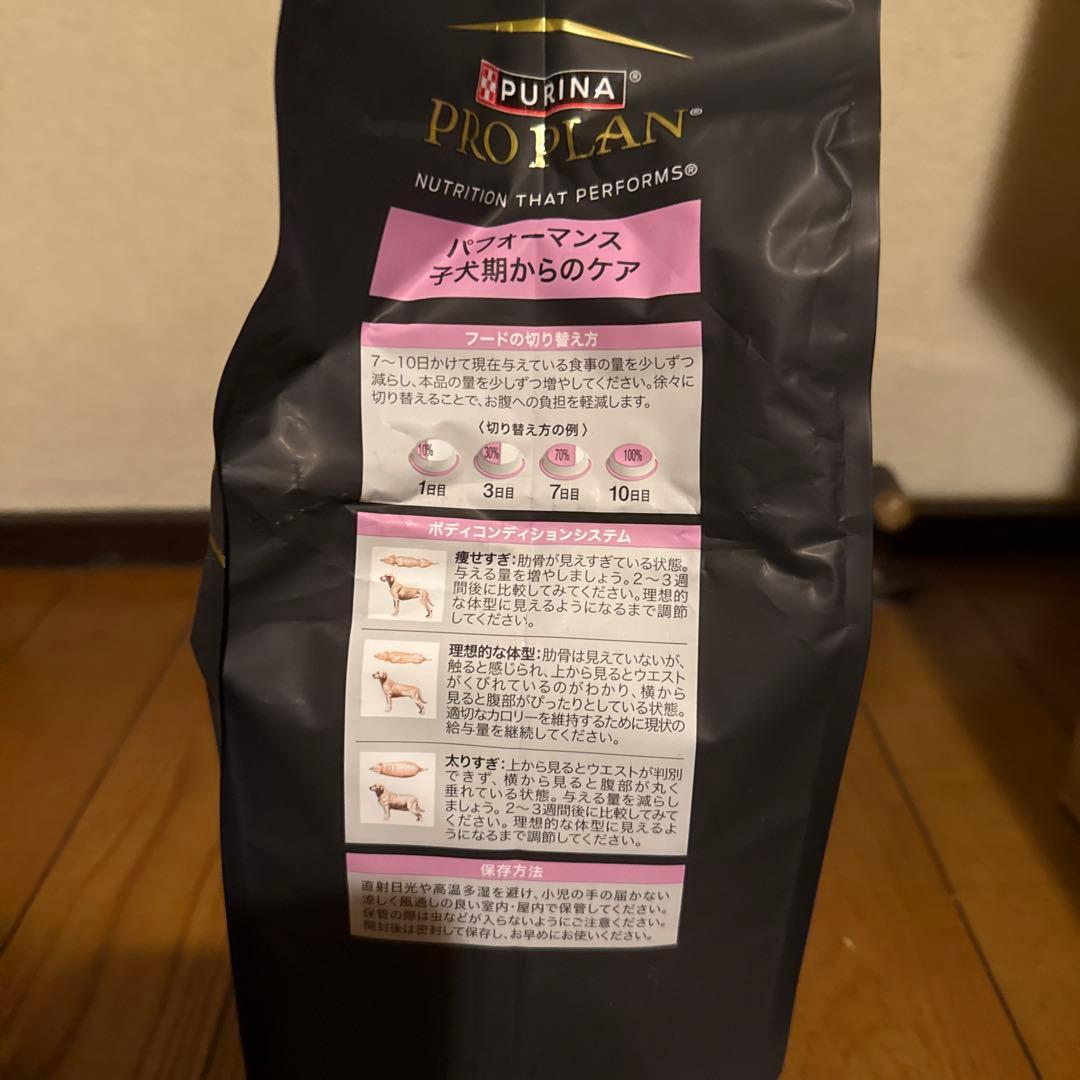 PURINA®
PRO PLAN®
NUTRITION THAT PERFORMS®
パフォーマンス
子犬期からのケア
フードの切り替え方
7〜10日かけて現在与えている食事の量を少しずつ
減らし、本品の量を少しずつ増やしてください。徐々に
切り替えることで、お腹への負担を軽減します。
〈切り替え方の例〉
10% 30% 70% 100%
1日目 3日目 7日目 10日目
ボディコンディションシステム
痩せすぎ:肋骨が見えすぎている状態。
与える量を増やしましょう。2〜3週
間後に比較してみてください。理想的
な体型に見えるようになるまで調節
してください。
理想的な体型:肋骨は見えていないが、
触ると感じられ、上から見るとウエスト
がくびれているのがわかり、横から
見ると腹部がぴったりとしている状態。
適切なカロリーを維持するために現状の
給与量を継続してください。
太りすぎ:上から見るとウエストが判別
できず、横から見ると腹部が丸く
垂れている状態。与える量を減らし
ましょう。2〜3週間後に比較してみて
ください。理想的な体型に見えるよ
うになるまで調節してください。
保存方法
直射日光や高温多湿を避け、小児の手の届かない
涼しく風通しの良い室内・屋内で保管してください。
保管の際は虫などが入らないようにご注意ください。
開封後は密封して保存し、お早めにお使いください。